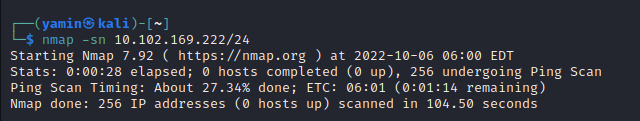 ┌──(yamin㉿kali)-[~]
└─$ nmap -sn 10.102.169.222/24
Starting Nmap 7.92 ( https://nmap.org ) at 2022-10-06 06:00 EDT
Stats: 0:00:28 elapsed; 0 hosts completed (0 up), 256 undergoing Ping Scan
Ping Scan Timing: About 27.34% done; ETC: 06:01 (0:01:14 remaining)
Nmap done: 256 IP addresses (0 hosts up) scanned in 104.50 seconds